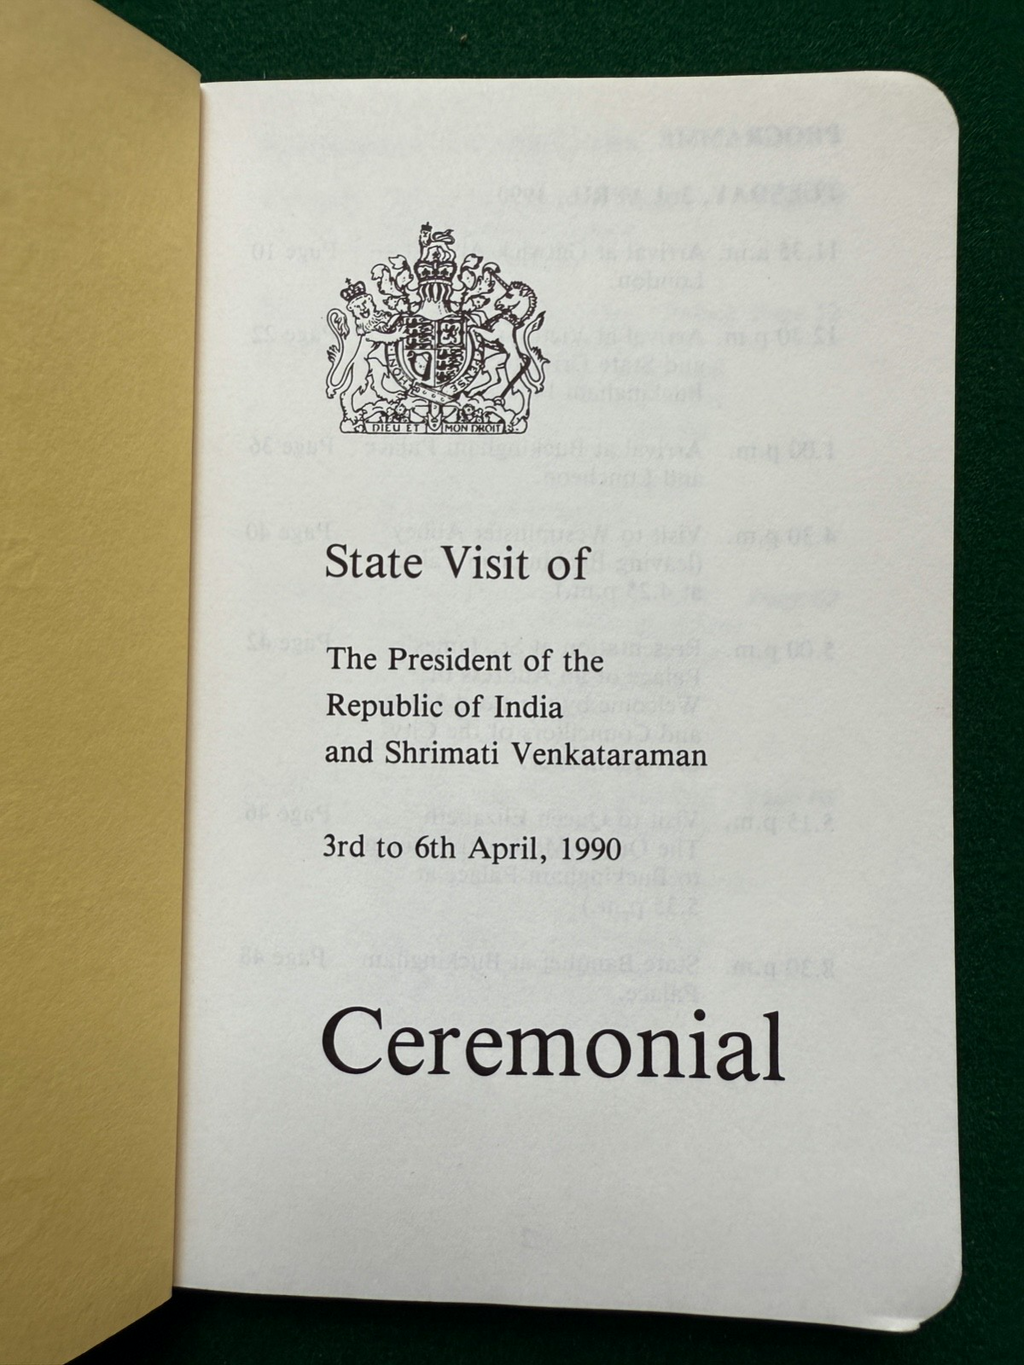 DIEU ET MON DROIT
State Visit of
The President of the
Republic of India
and Shrimati Venkataraman
3rd to 6th April, 1990
Ceremonial